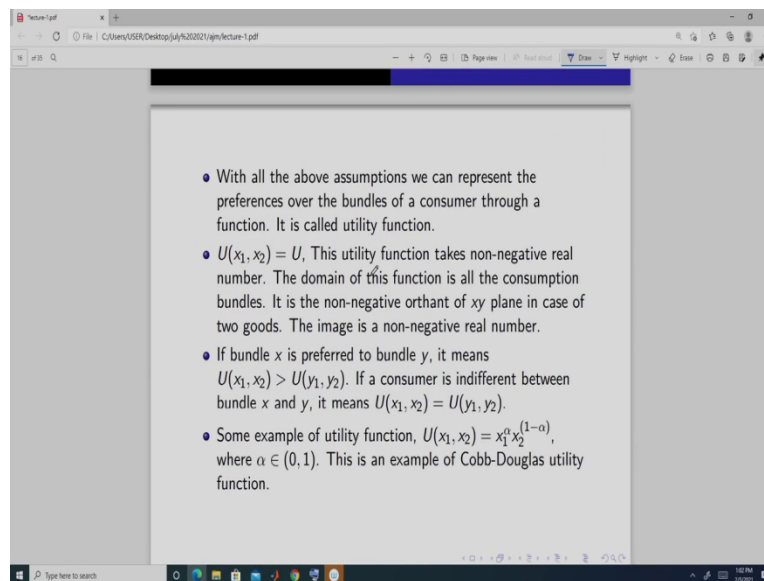 *lecture-1.pdf
File | C:/Users/USER/Desktop/july%202021/ajm/lecture-1.pdf
16 of 35 Page view Read aloud Draw Highlight Erase
With all the above assumptions we can represent the
preferences over the bundles of a consumer through a
function. It is called utility function.
U(x₁, x₂) = U, This utility function takes non-negative real
number. The domain of this function is all the consumption
bundles. It is the non-negative orthant of xy plane in case of
two goods. The image is a non-negative real number.
If bundle x is preferred to bundle y, it means
U(x₁, x₂) > U(y₁, y₂). If a consumer is indifferent between
bundle x and y, it means U(x₁, x₂) = U(y₁, y₂).
Some example of utility function, U(x₁, x₂) = x₁^α x₂^(1−α),
where α ∈ (0, 1). This is an example of Cobb-Douglas utility
function.
Type here to search
1:02 PM